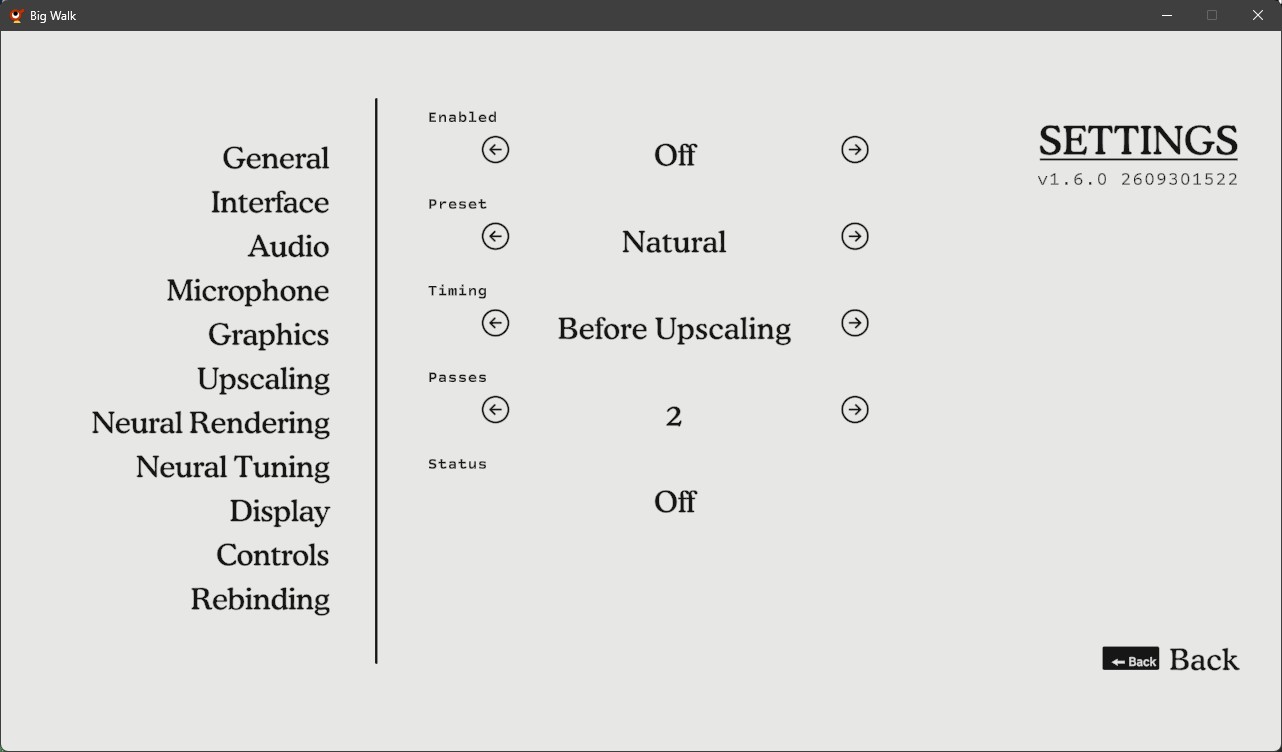 Big Walk
General
Interface
Audio
Microphone
Graphics
Upscaling
Neural Rendering
Neural Tuning
Display
Controls
Rebinding
Enabled
Off
Preset
Natural
Timing
Before Upscaling
Passes
2
Status
Off
SETTINGS
v1.6.0 2609301522
Back Back